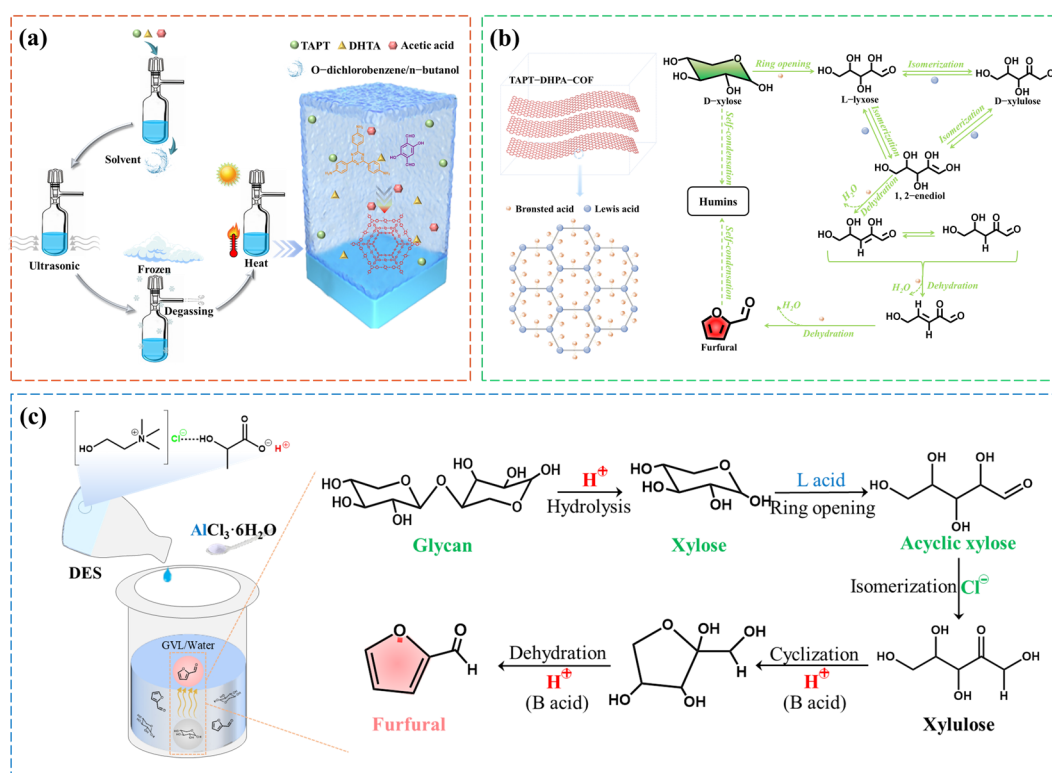 (a)
TAPT DHTA Acetic acid
O−dichlorobenzene/n−butanol
Solvent
Ultrasonic
Frozen
Heat
Degassing
(b)
TAPT−DHPA−COF
Brønsted acid Lewis acid
D−xylose
Ring opening
L−lyxose
Isomerization
D−xylulose
Isomerization
Isomerization
1, 2−enediol
H₂O
Dehydration
Self-condensation
Humins
Self-condensation
H₂O
Dehydration
H₂O
Dehydration
Furfural
(c)
HO N ⊕ Cl⊖ HO O O⊖ H⊕
AlCl₃·6H₂O
DES
GVL/Water
Glycan
H⊕
Hydrolysis
Xylose
L acid
Ring opening
Acyclic xylose
Isomerization Cl⊖
Xylulose
Cyclization
H⊕
(B acid)
Dehydration
H⊕
(B acid)
Furfural